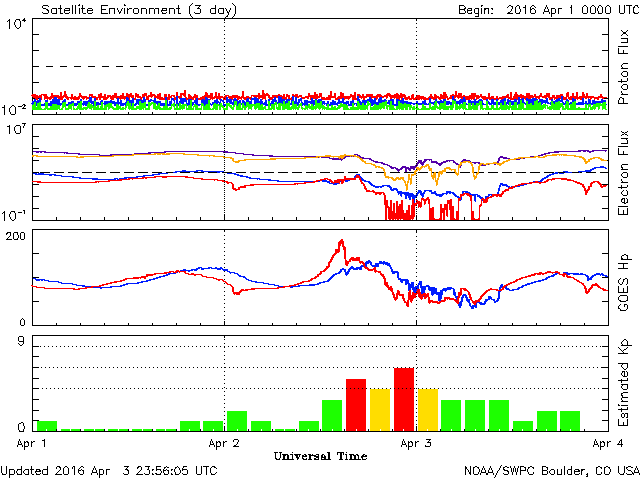 Satellite Environment (3 day) Begin: 2016 Apr 1 0000 UTC
10^4
10^-2
Proton Flux
10^7
10^-1
Electron Flux
200
0
GOES Hp
9
0
Estimated Kp
Apr 1 Apr 2 Apr 3 Apr 4
Universal Time
Updated 2016 Apr 3 23:56:05 UTC NOAA/SWPC Boulder, CO USA